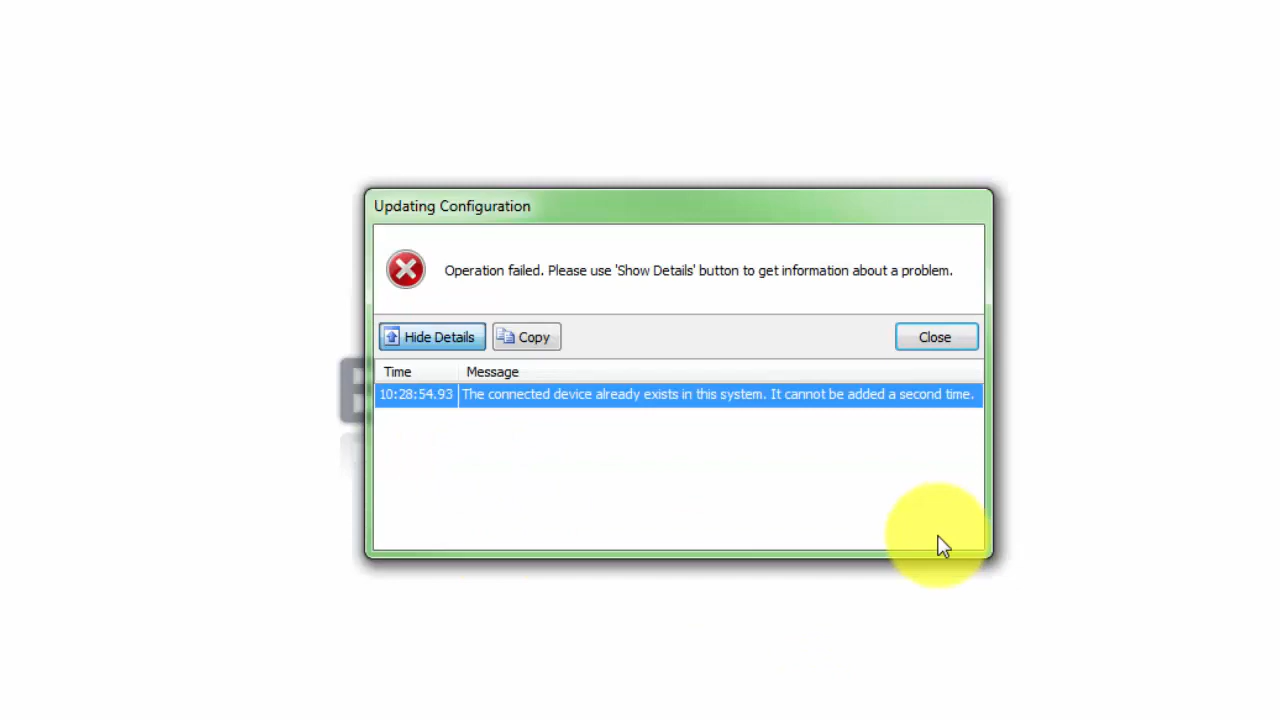 Updating Configuration
Operation failed. Please use 'Show Details' button to get information about a problem.
Hide Details Copy Close
Time Message
10:28:54.93 The connected device already exists in this system. It cannot be added a second time.